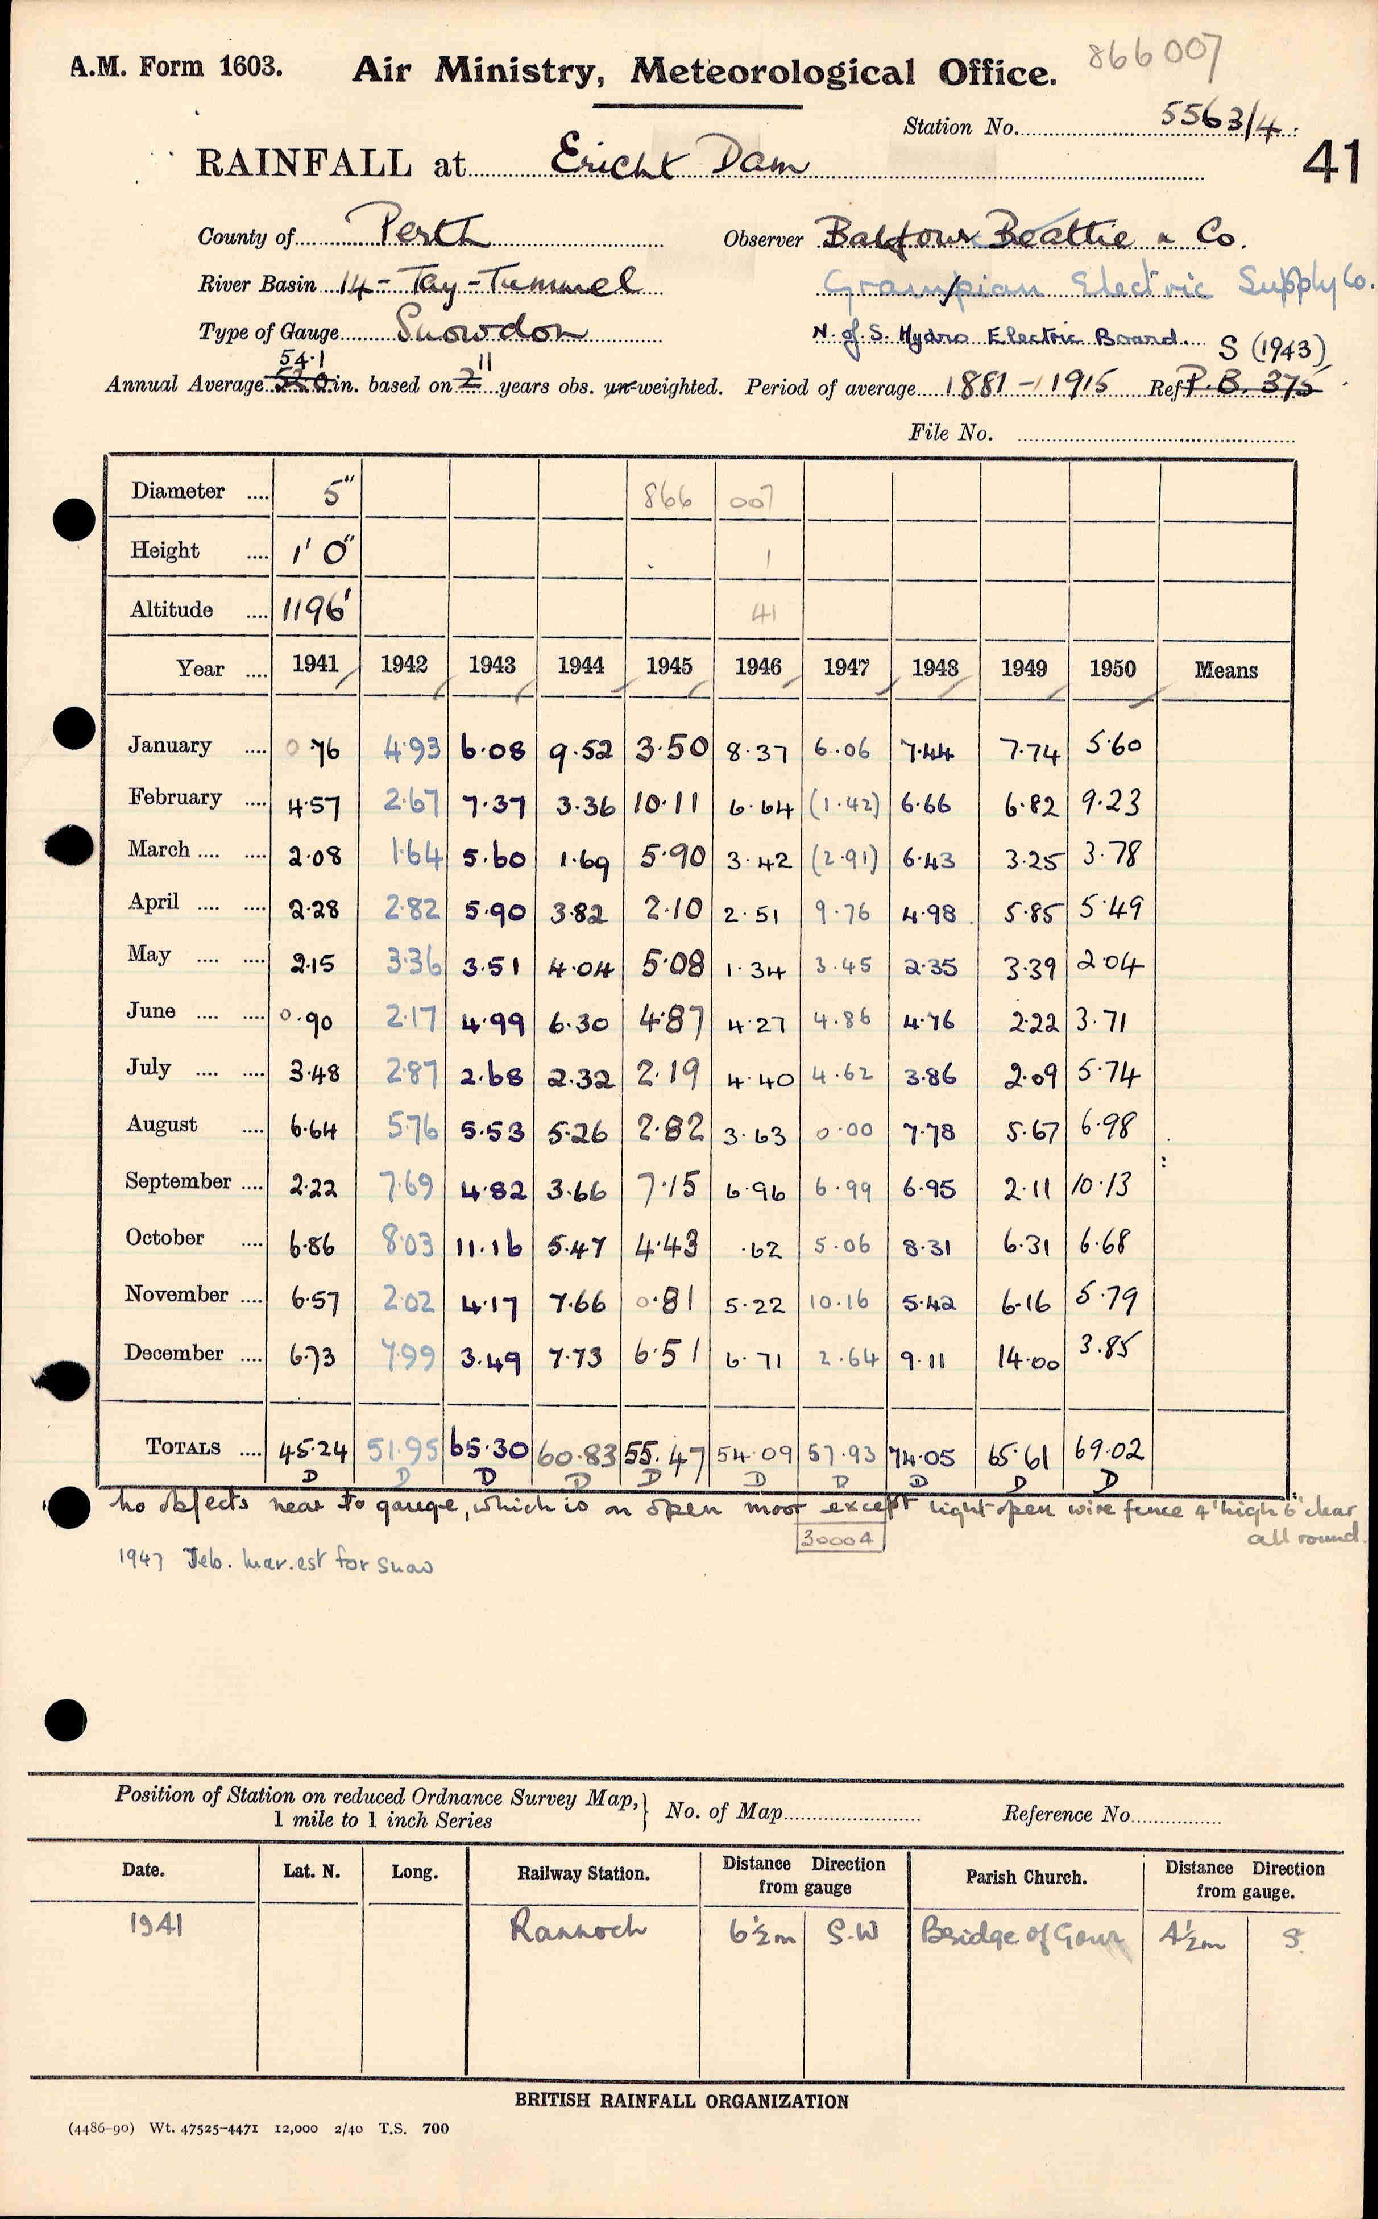 866007
A.M. Form 1603. Air Ministry, Meteorological Office.
Station No. 5563/4
41
RAINFALL at Ericht Dam
County of Perth Observer Balfour Beattie & Co.
River Basin 14 - Tay - Tummel Grampian Electric Supply Co.
Type of Gauge Snowdon N. of S. Hydro Electric Board. S (1943)
54.1 11
Annual Average in. based on years obs. un-weighted. Period of average 1881 - 1915 Ref P.B. 375
File No.
Diameter .... 5" 866 007
Height .... 1' 0" 1
Altitude .... 1196' 41
Year .... 1941 1942 1943 1944 1945 1946 1947 1948 1949 1950 Means
January .... 0.76 4.93 6.08 9.52 3.50 8.37 6.06 7.44 7.74 5.60
February .... 4.57 2.67 7.37 3.36 10.11 6.64 (1.42) 6.66 6.82 9.23
March .... .... 2.08 1.64 5.60 1.69 5.90 3.42 (2.91) 6.43 3.25 3.78
April .... .... 2.28 2.82 5.90 3.82 2.10 2.51 9.76 4.98 5.85 5.49
May .... .... 2.15 3.36 3.51 4.04 5.08 1.34 3.45 2.35 3.39 2.04
June .... .... 0.90 2.17 4.99 6.30 4.87 4.27 4.86 4.76 2.22 3.71
July .... .... 3.48 2.87 2.68 2.32 2.19 4.40 4.62 3.86 2.09 5.74
August .... 6.64 5.76 5.53 5.26 2.82 3.63 0.00 7.78 5.67 6.98
September .... 2.22 7.69 4.82 3.66 7.15 6.96 6.99 6.95 2.11 10.13
October .... 6.86 8.03 11.16 5.47 4.43 .62 5.06 8.31 6.31 6.68
November .... 6.57 2.02 4.17 7.66 0.81 5.22 10.16 5.42 6.16 5.79
December .... 6.73 7.99 3.49 7.73 6.51 6.71 2.64 9.11 14.00 3.85
TOTALS .... 45.24 51.95 65.30 60.83 55.47 54.09 57.93 74.05 65.61 69.02
D D D D D D D D D D
no objects near to gauge, which is on open moor except light open wire fence 4' high 6' clear
all round.
30004
1947 Feb. Mar. est for snow
Position of Station on reduced Ordnance Survey Map,} No. of Map Reference No.
1 mile to 1 inch Series
Date. Lat. N. Long. Railway Station. Distance Direction from gauge Parish Church. Distance Direction from gauge.
1941 Rannoch 6½m S.W Bridge of Gour 4½m S.
BRITISH RAINFALL ORGANIZATION
(4486-90) Wt. 47525-4471 12,000 2/40 T.S. 700